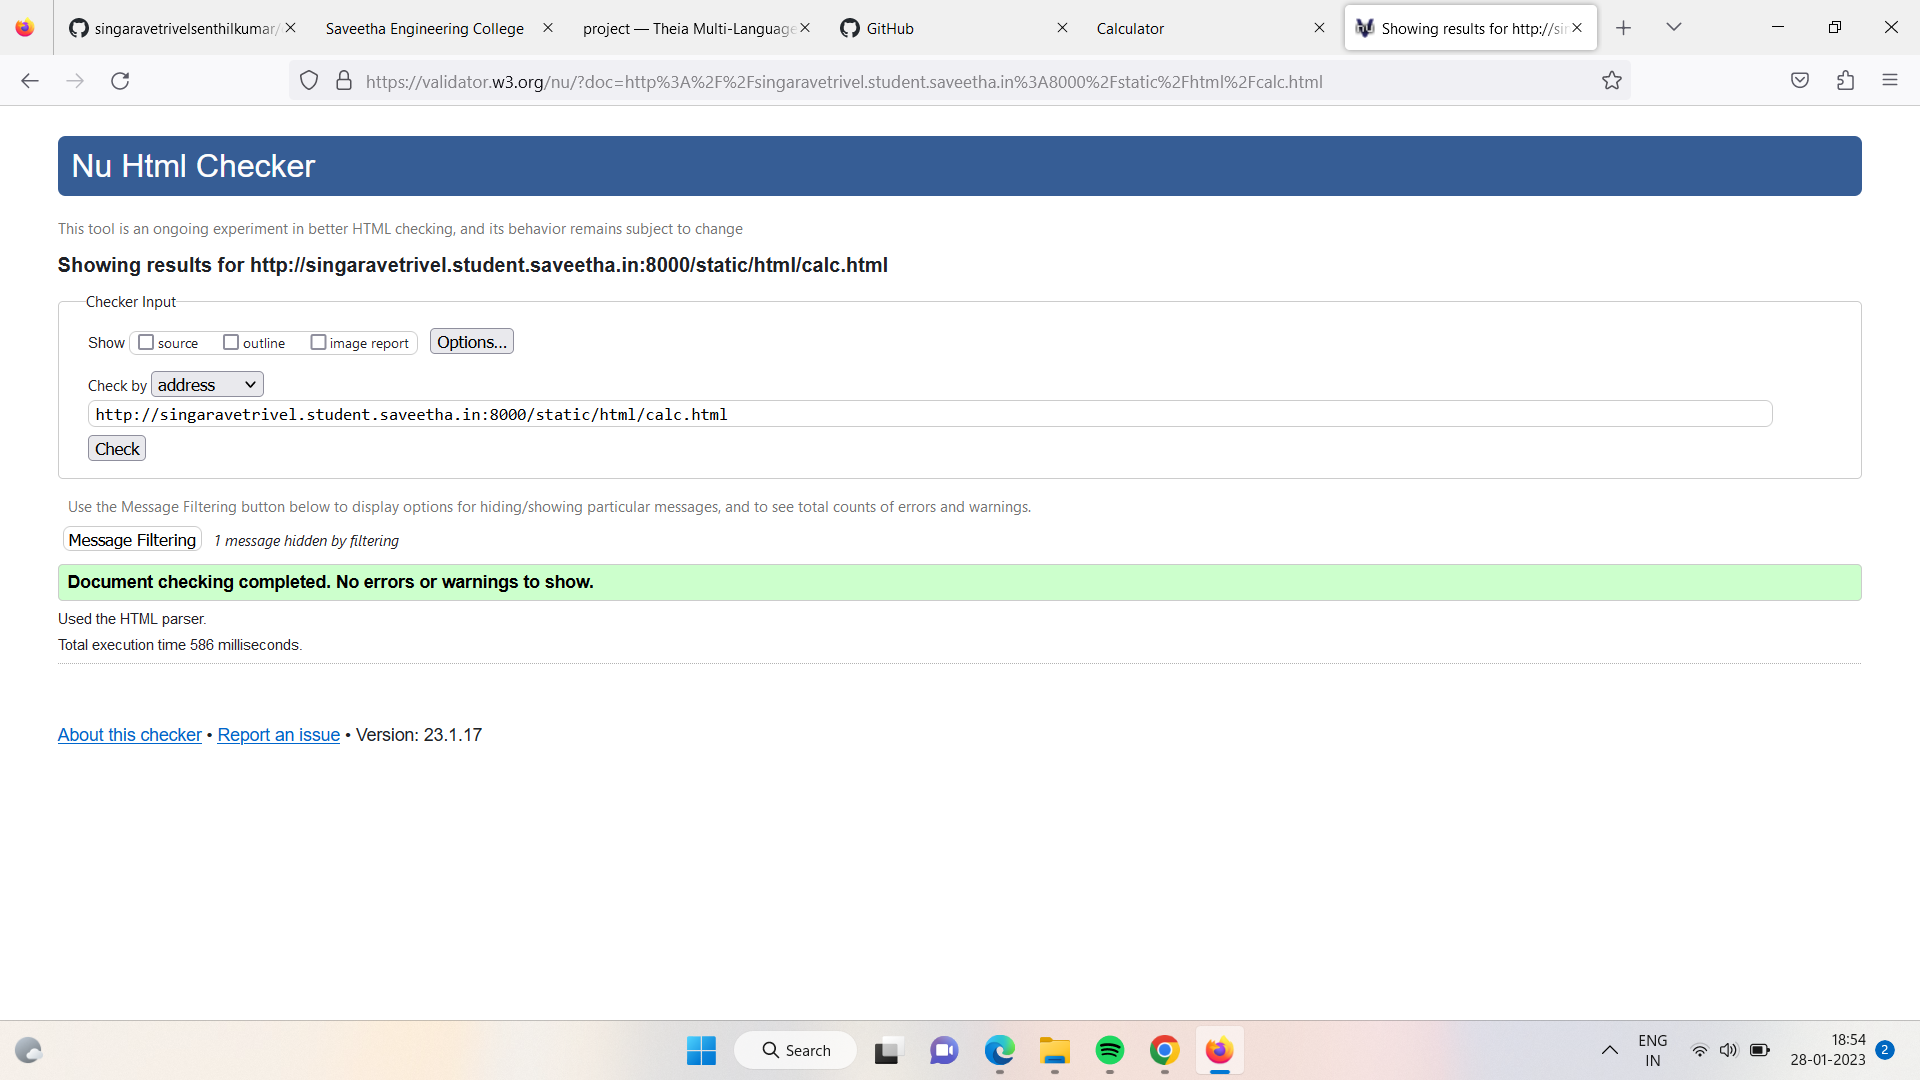 singaravetrivelsenthilkumar/
Saveetha Engineering College
project — Theia Multi-Language
GitHub
Calculator
Showing results for http://si
https://validator.w3.org/nu/?doc=http%3A%2F%2Fsingaravetrivel.student.saveetha.in%3A8000%2Fstatic%2Fhtml%2Fcalc.html
Nu Html Checker
This tool is an ongoing experiment in better HTML checking, and its behavior remains subject to change
Showing results for http://singaravetrivel.student.saveetha.in:8000/static/html/calc.html
Checker Input
Show source outline image report Options...
Check by address
http://singaravetrivel.student.saveetha.in:8000/static/html/calc.html
Check
Use the Message Filtering button below to display options for hiding/showing particular messages, and to see total counts of errors and warnings.
Message Filtering 1 message hidden by filtering
Document checking completed. No errors or warnings to show.
Used the HTML parser.
Total execution time 586 milliseconds.
About this checker • Report an issue • Version: 23.1.17
Search
ENG
IN
18:54
28-01-2023
2